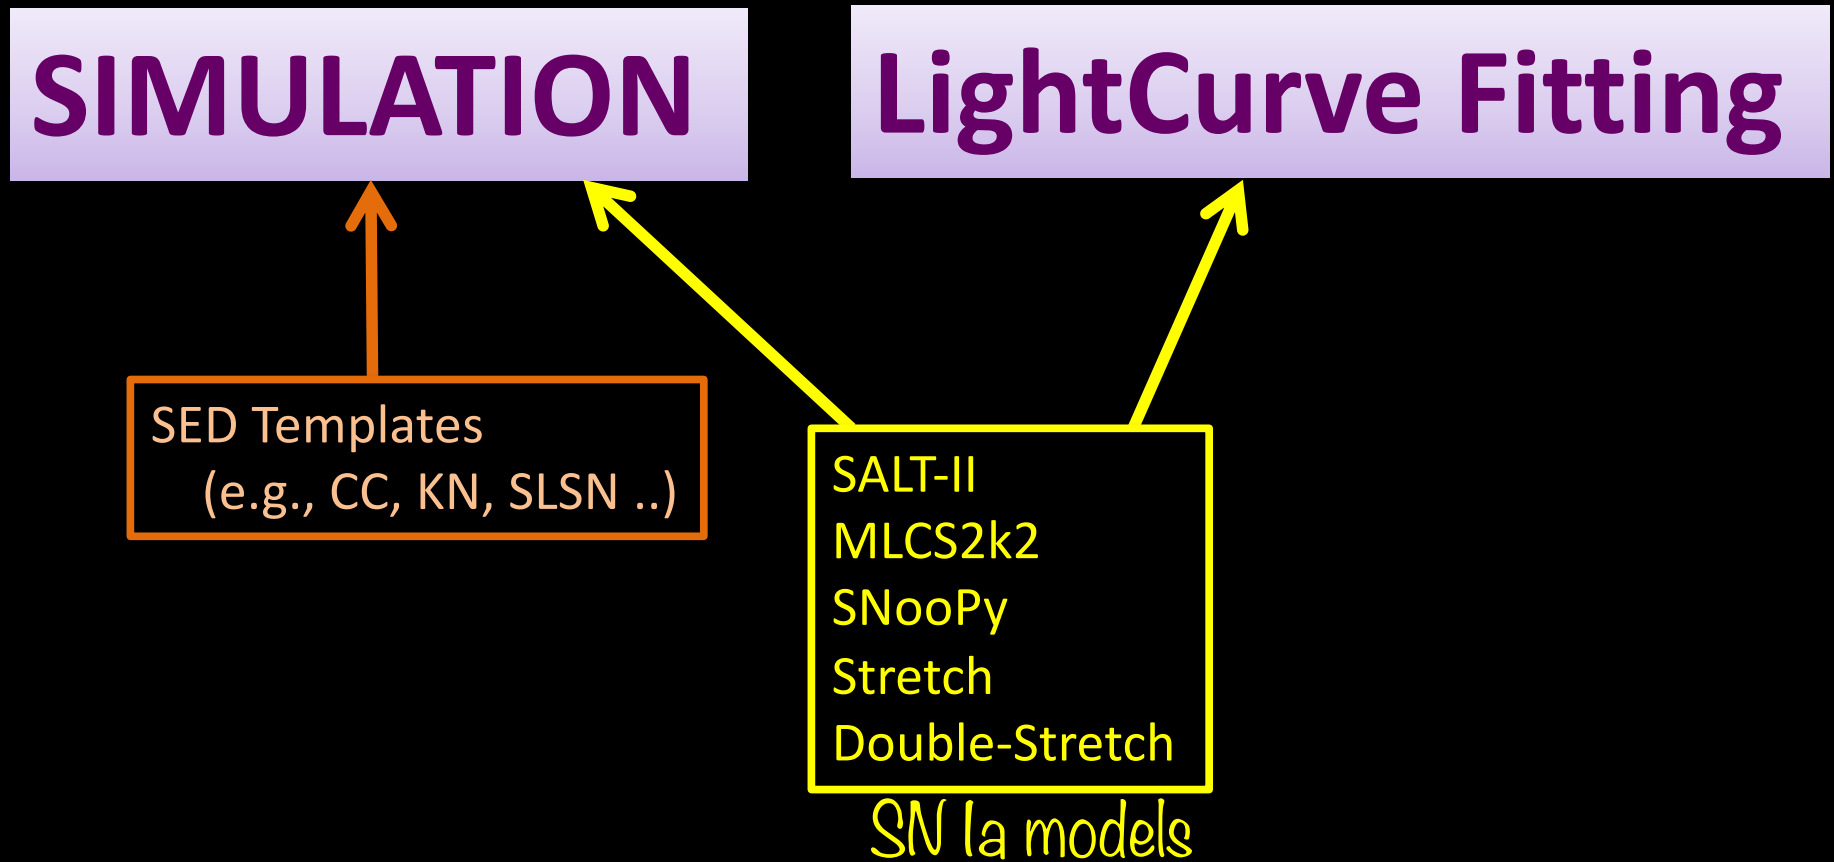 SIMULATION
LightCurve Fitting
SED Templates
(e.g., CC, KN, SLSN ..)
SALT-II
MLCS2k2
SNooPy
Stretch
Double-Stretch
SN Ia models